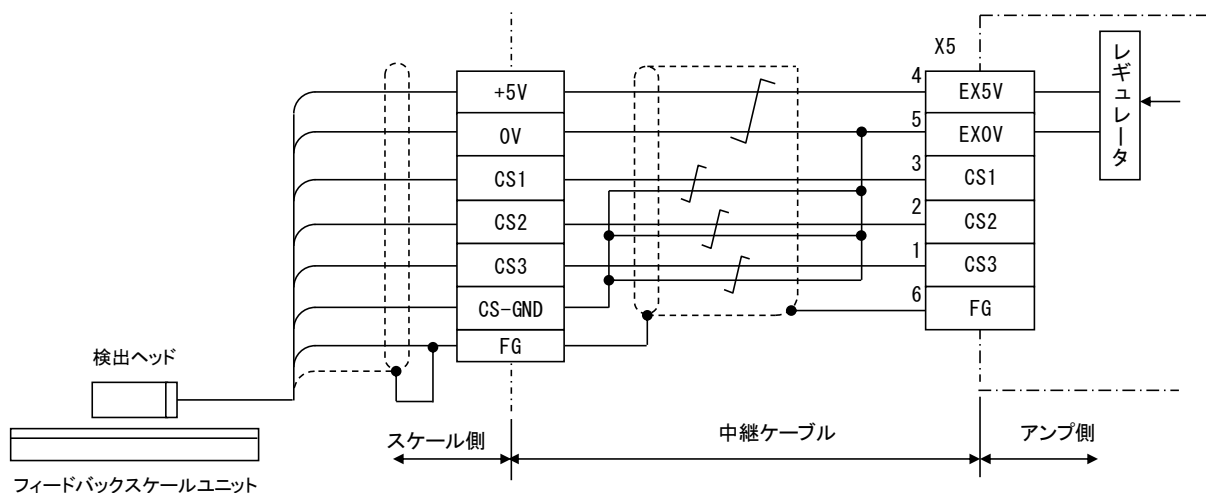 X5
+5V
0V
CS1
CS2
CS3
CS-GND
FG
4
5
3
2
1
6
EX5V
EX0V
CS1
CS2
CS3
FG
レギュレータ
検出ヘッド
フィードバックスケールユニット
スケール側
中継ケーブル
アンプ側